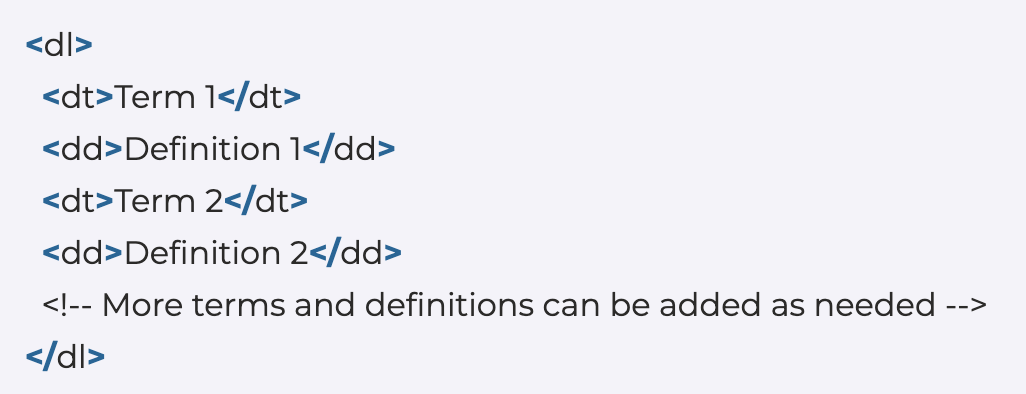 <dl>
<dt>Term 1</dt>
<dd>Definition 1</dd>
<dt>Term 2</dt>
<dd>Definition 2</dd>
<!-- More terms and definitions can be added as needed -->
</dl>